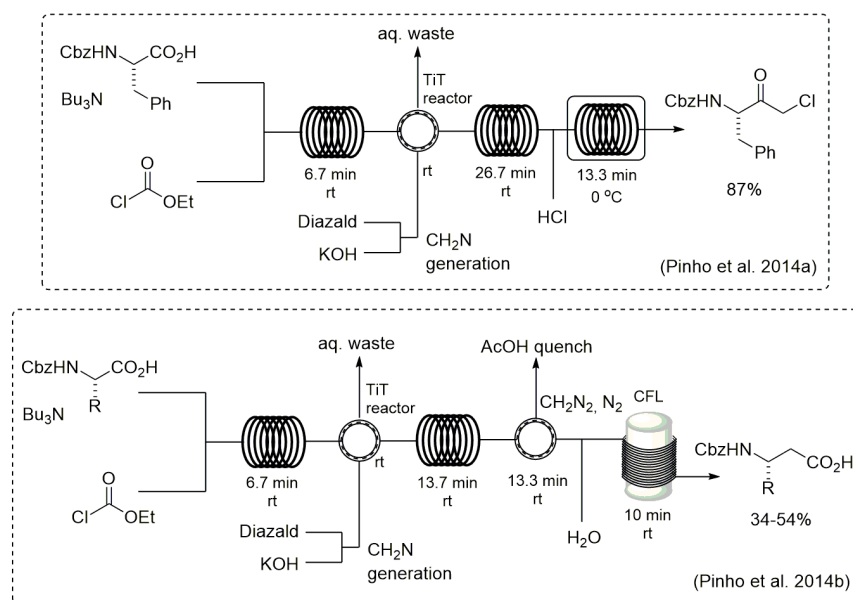 aq. waste
CbzHN CO2H
Ph
Bu3N
TiT
reactor
O
Cl OEt
6.7 min
rt
rt
26.7 min
rt
13.3 min
0 °C
HCl
Diazald
KOH
CH2N
generation
O
CbzHN Cl
Ph
87%
(Pinho et al. 2014a)
aq. waste
AcOH quench
CbzHN CO2H
R
Bu3N
TiT
reactor
CH2N2, N2
CFL
O
Cl OEt
6.7 min
rt
rt
13.7 min
rt
13.3 min
rt
10 min
rt
H2O
Diazald
KOH
CH2N
generation
CbzHN CO2H
R
34-54%
(Pinho et al. 2014b)